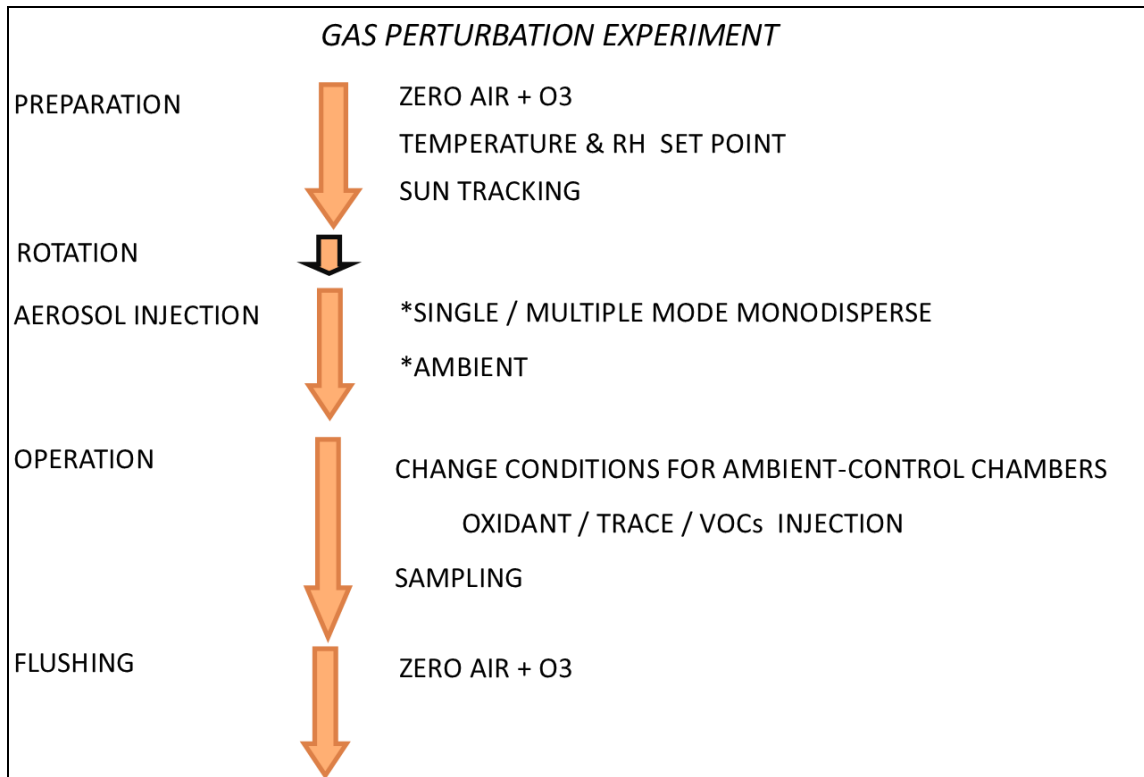 GAS PERTURBATION EXPERIMENT
PREPARATION
ZERO AIR + O3
TEMPERATURE & RH SET POINT
SUN TRACKING
ROTATION
AEROSOL INJECTION
*SINGLE / MULTIPLE MODE MONODISPERSE
*AMBIENT
OPERATION
CHANGE CONDITIONS FOR AMBIENT-CONTROL CHAMBERS
OXIDANT / TRACE / VOCs INJECTION
SAMPLING
FLUSHING
ZERO AIR + O3